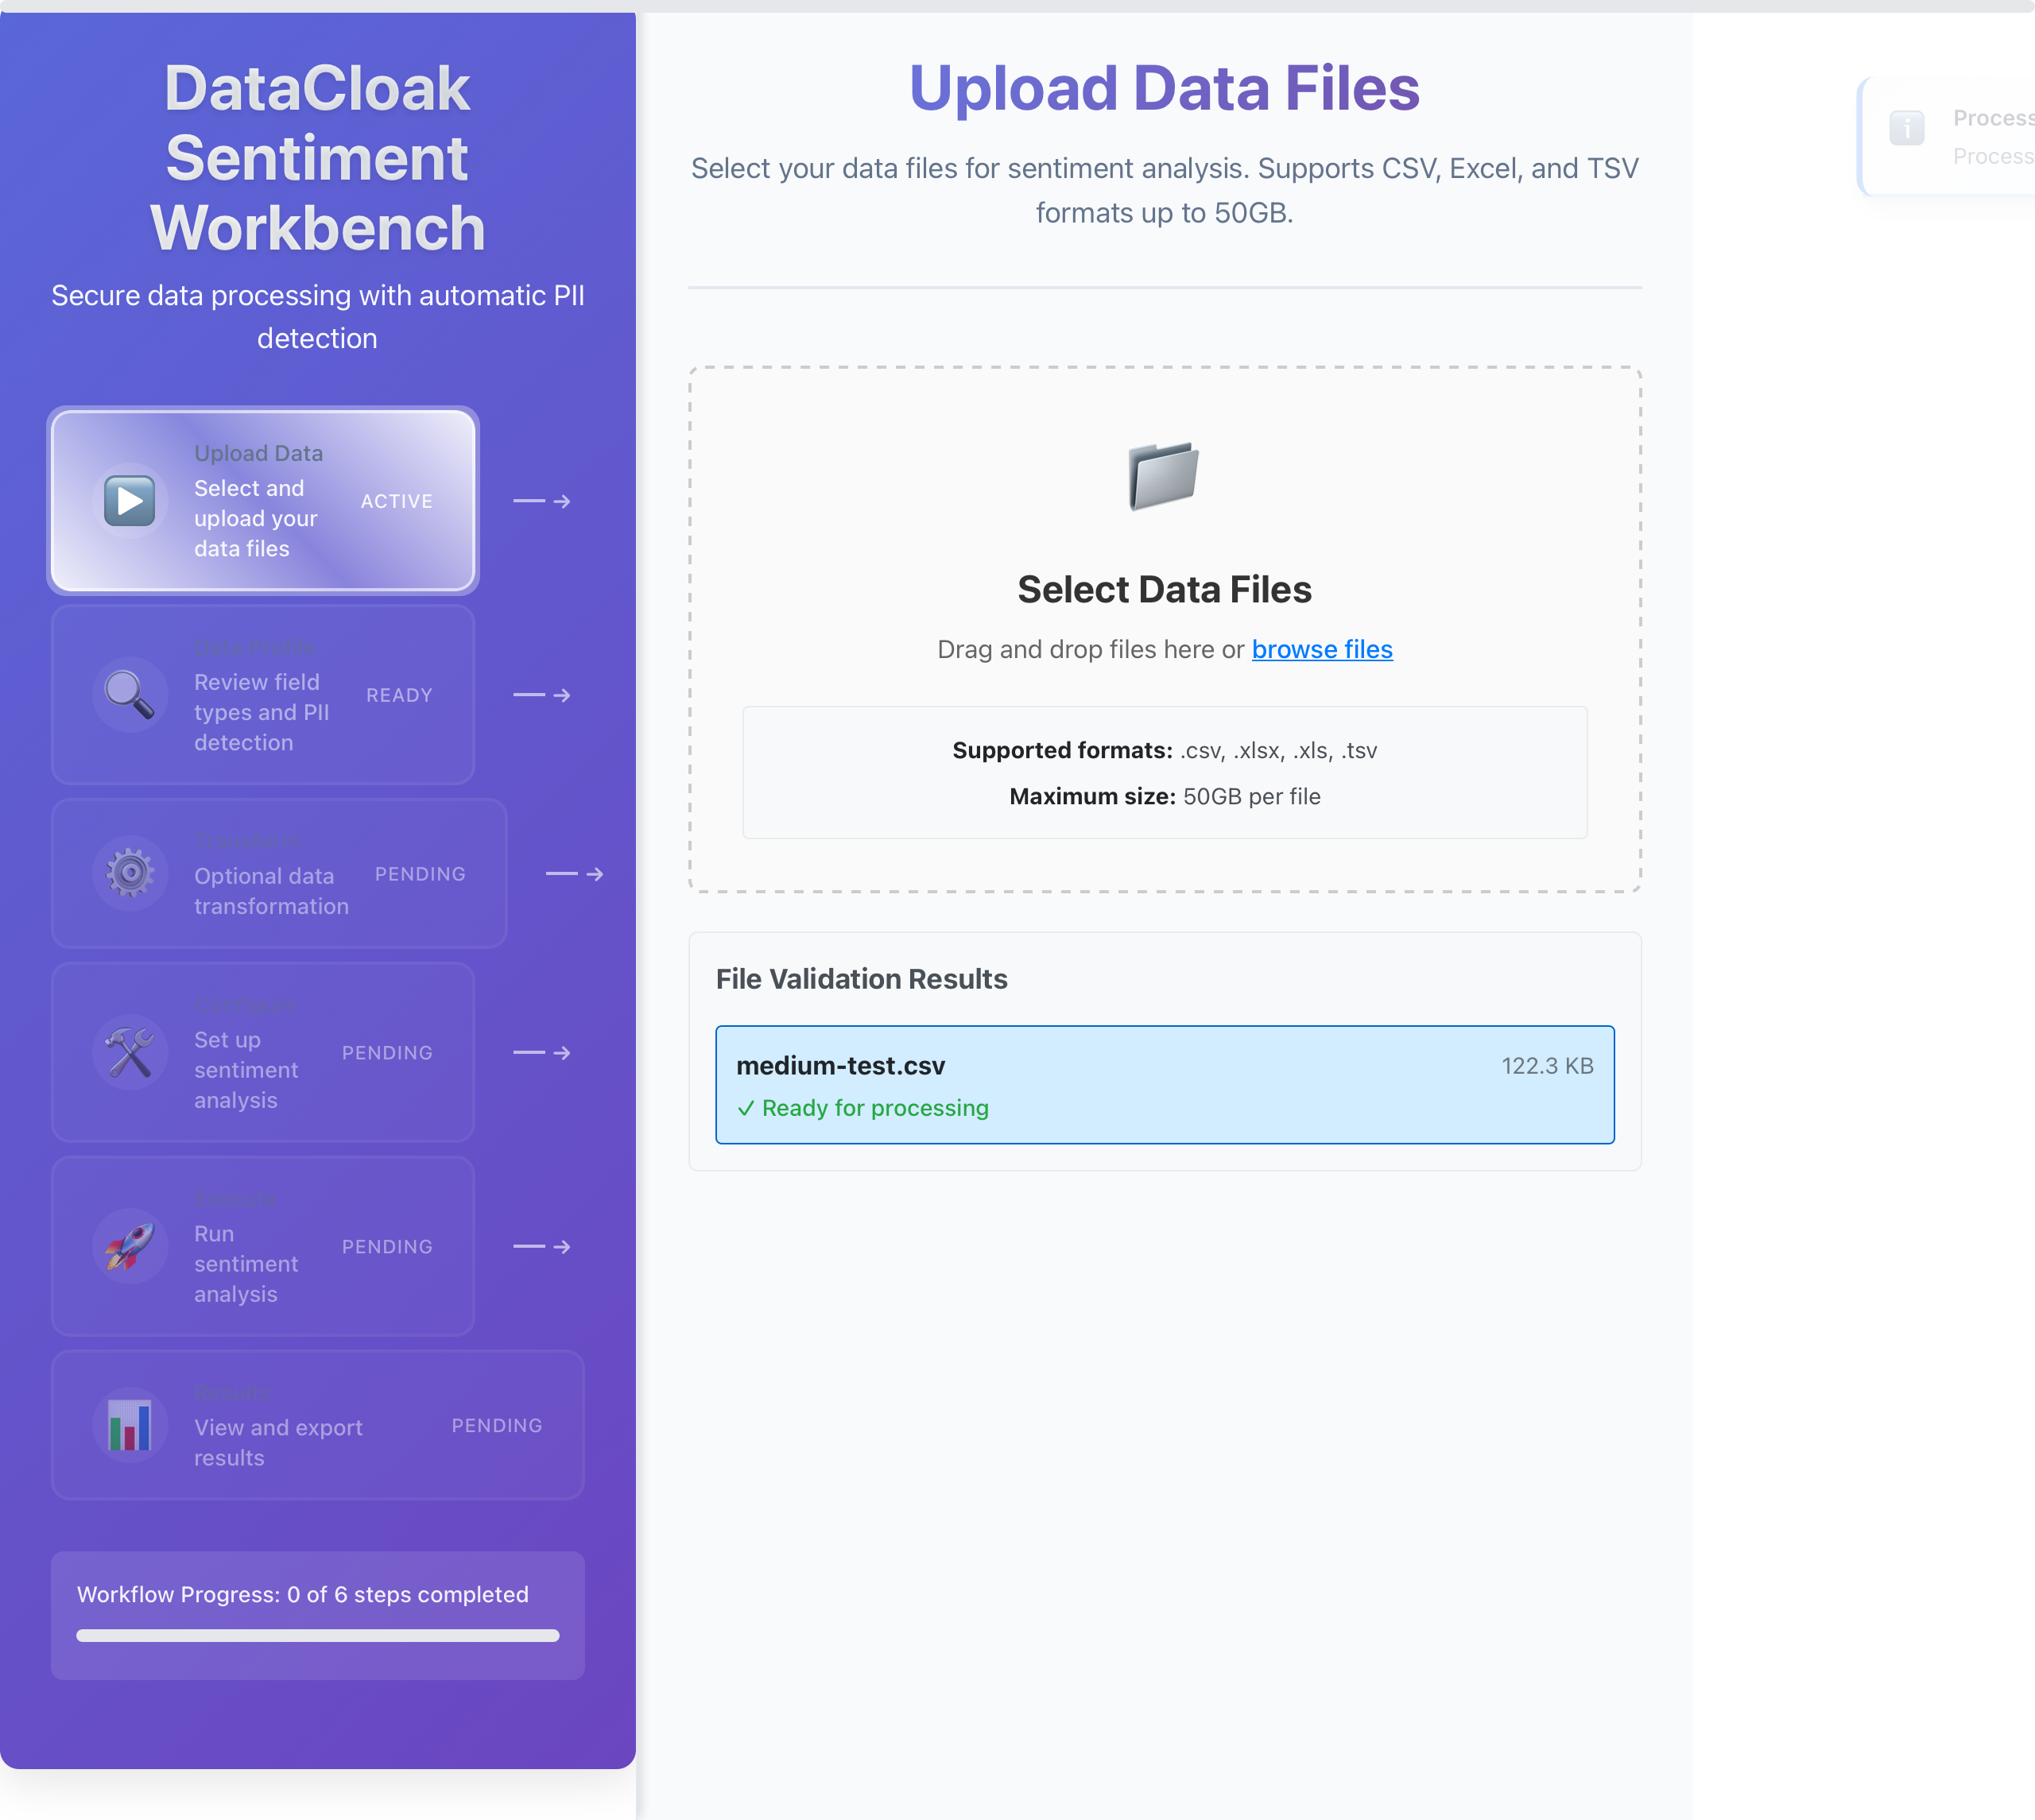 DataCloak
Sentiment
Workbench
Secure data processing with automatic PII
detection
Upload Data
Select and
upload your
data files
ACTIVE
Data Profile
Review field
types and PII
detection
READY
Transform
Optional data
transformation
PENDING
Configure
Set up
sentiment
analysis
PENDING
Execute
Run
sentiment
analysis
PENDING
Results
View and export
results
PENDING
Workflow Progress: 0 of 6 steps completed
Upload Data Files
Select your data files for sentiment analysis. Supports CSV, Excel, and TSV
formats up to 50GB.
Select Data Files
Drag and drop files here or browse files
Supported formats: .csv, .xlsx, .xls, .tsv
Maximum size: 50GB per file
File Validation Results
medium-test.csv
122.3 KB
✓ Ready for processing
Process
Process